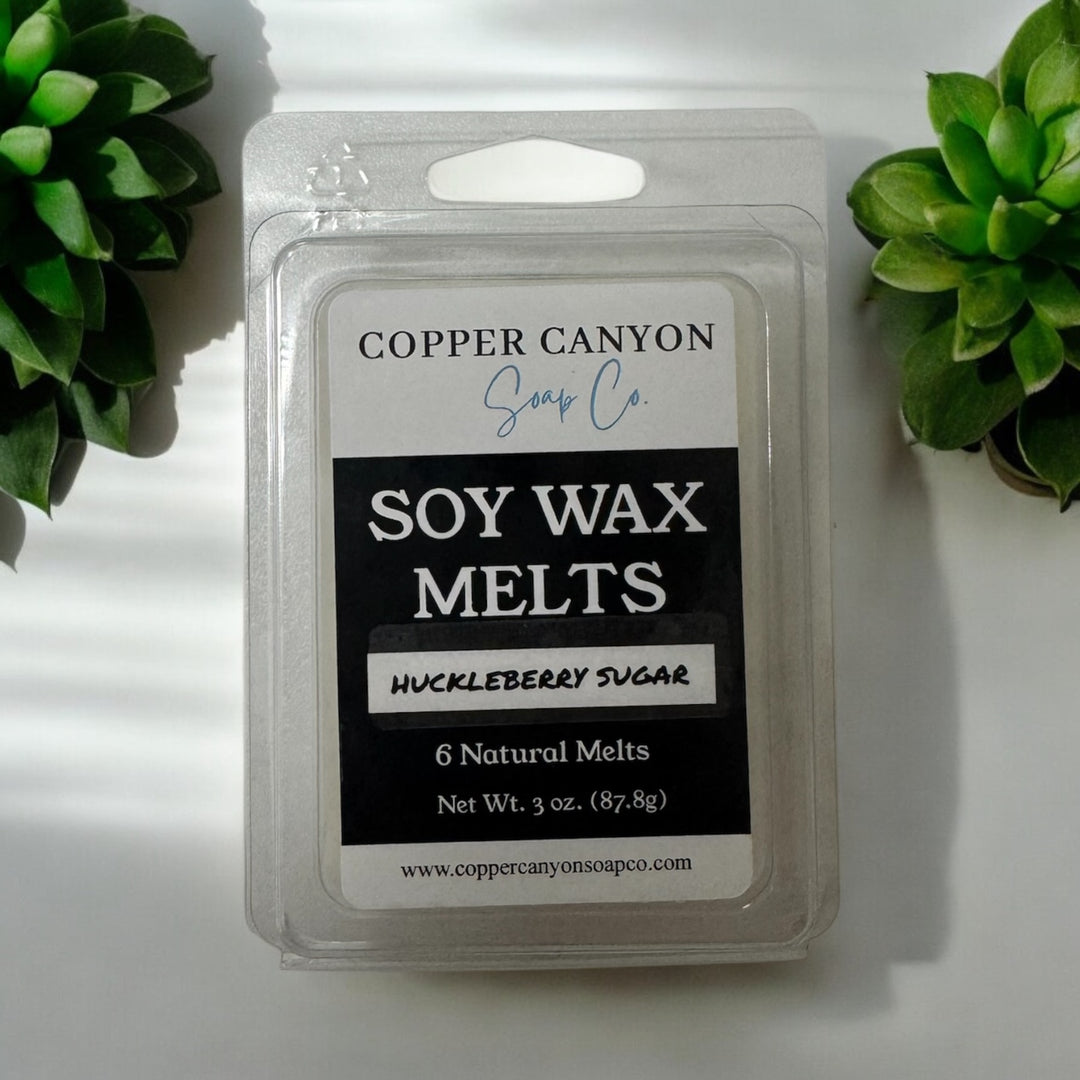 COPPER CANYON
Soap Co.
SOY WAX
MELTS
HUCKLEBERRY SUGAR
6 Natural Melts
Net Wt. 3 oz. (87.8g)
www.coppercanyonsoapco.com